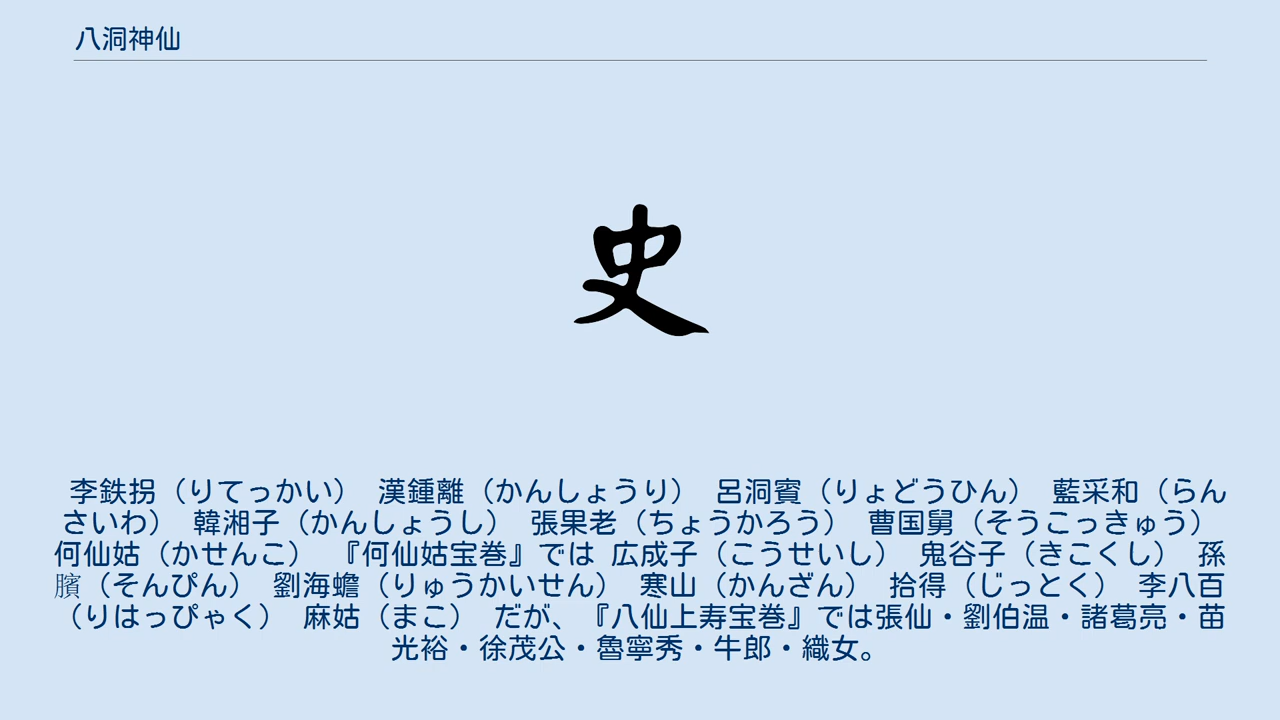 八洞神仙
史
李鉄拐（りてっかい）　漢鍾離（かんしょうり）　呂洞賓（りょどうひん）　藍采和（らん
さいわ）　韓湘子（かんしょうし）　張果老（ちょうかろう）　曹国舅（そうこっきゅう）
何仙姑（かせんこ）　『何仙姑宝巻』では 広成子（こうせいし）　鬼谷子（きこくし）　孫
臏（そんぴん）　劉海蟾（りゅうかいせん）　寒山（かんざん）　拾得（じっとく）　李八百
（りはっぴゃく）　麻姑（まこ）　だが、『八仙上寿宝巻』では張仙・劉伯温・諸葛亮・苗
光裕・徐茂公・魯寧秀・牛郎・織女。